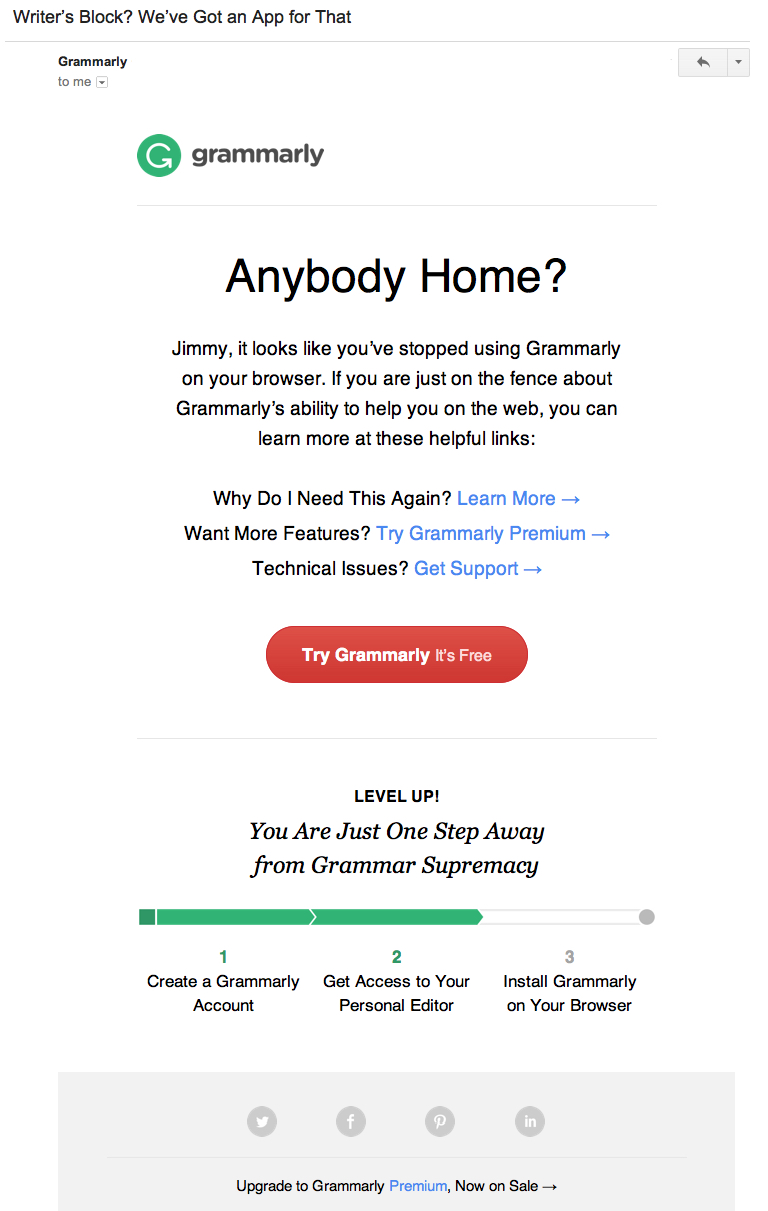 Writer’s Block? We’ve Got an App for That
Grammarly
to me
grammarly
Anybody Home?
Jimmy, it looks like you’ve stopped using Grammarly
on your browser. If you are just on the fence about
Grammarly’s ability to help you on the web, you can
learn more at these helpful links:
Why Do I Need This Again? Learn More →
Want More Features? Try Grammarly Premium →
Technical Issues? Get Support →
Try Grammarly It’s Free
LEVEL UP!
You Are Just One Step Away
from Grammar Supremacy
1 2 3
Create a Grammarly Get Access to Your Install Grammarly
Account Personal Editor on Your Browser
Upgrade to Grammarly Premium, Now on Sale →